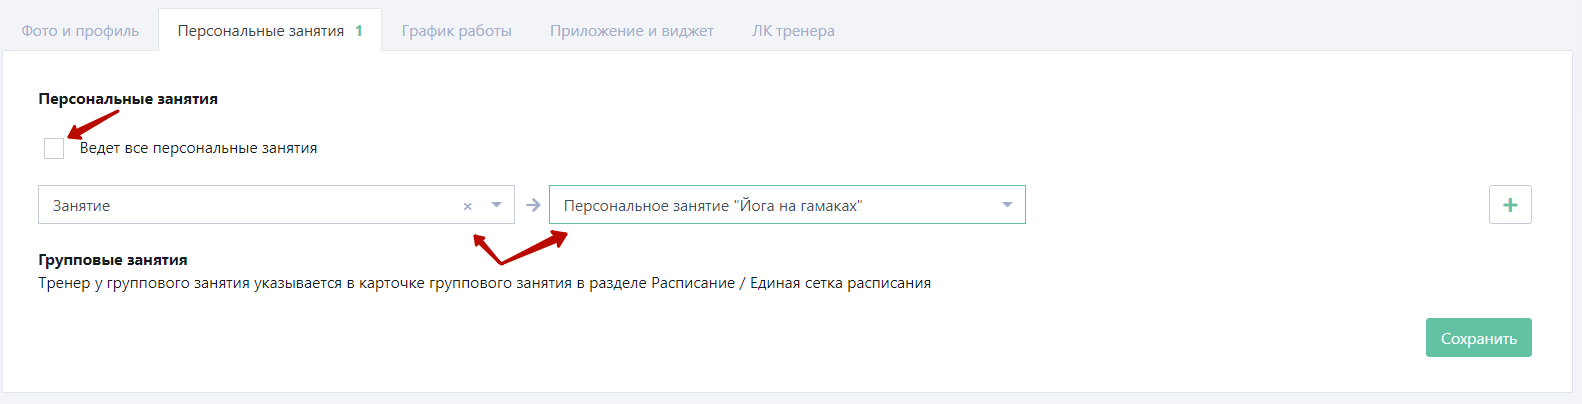 Фото и профиль Персональные занятия 1 График работы Приложение и виджет ЛК тренера
Персональные занятия
Ведет все персональные занятия
Занятие × → Персональное занятие "Йога на гамаках" +
Групповые занятия
Тренер у группового занятия указывается в карточке группового занятия в разделе Расписание / Единая сетка расписания
Сохранить